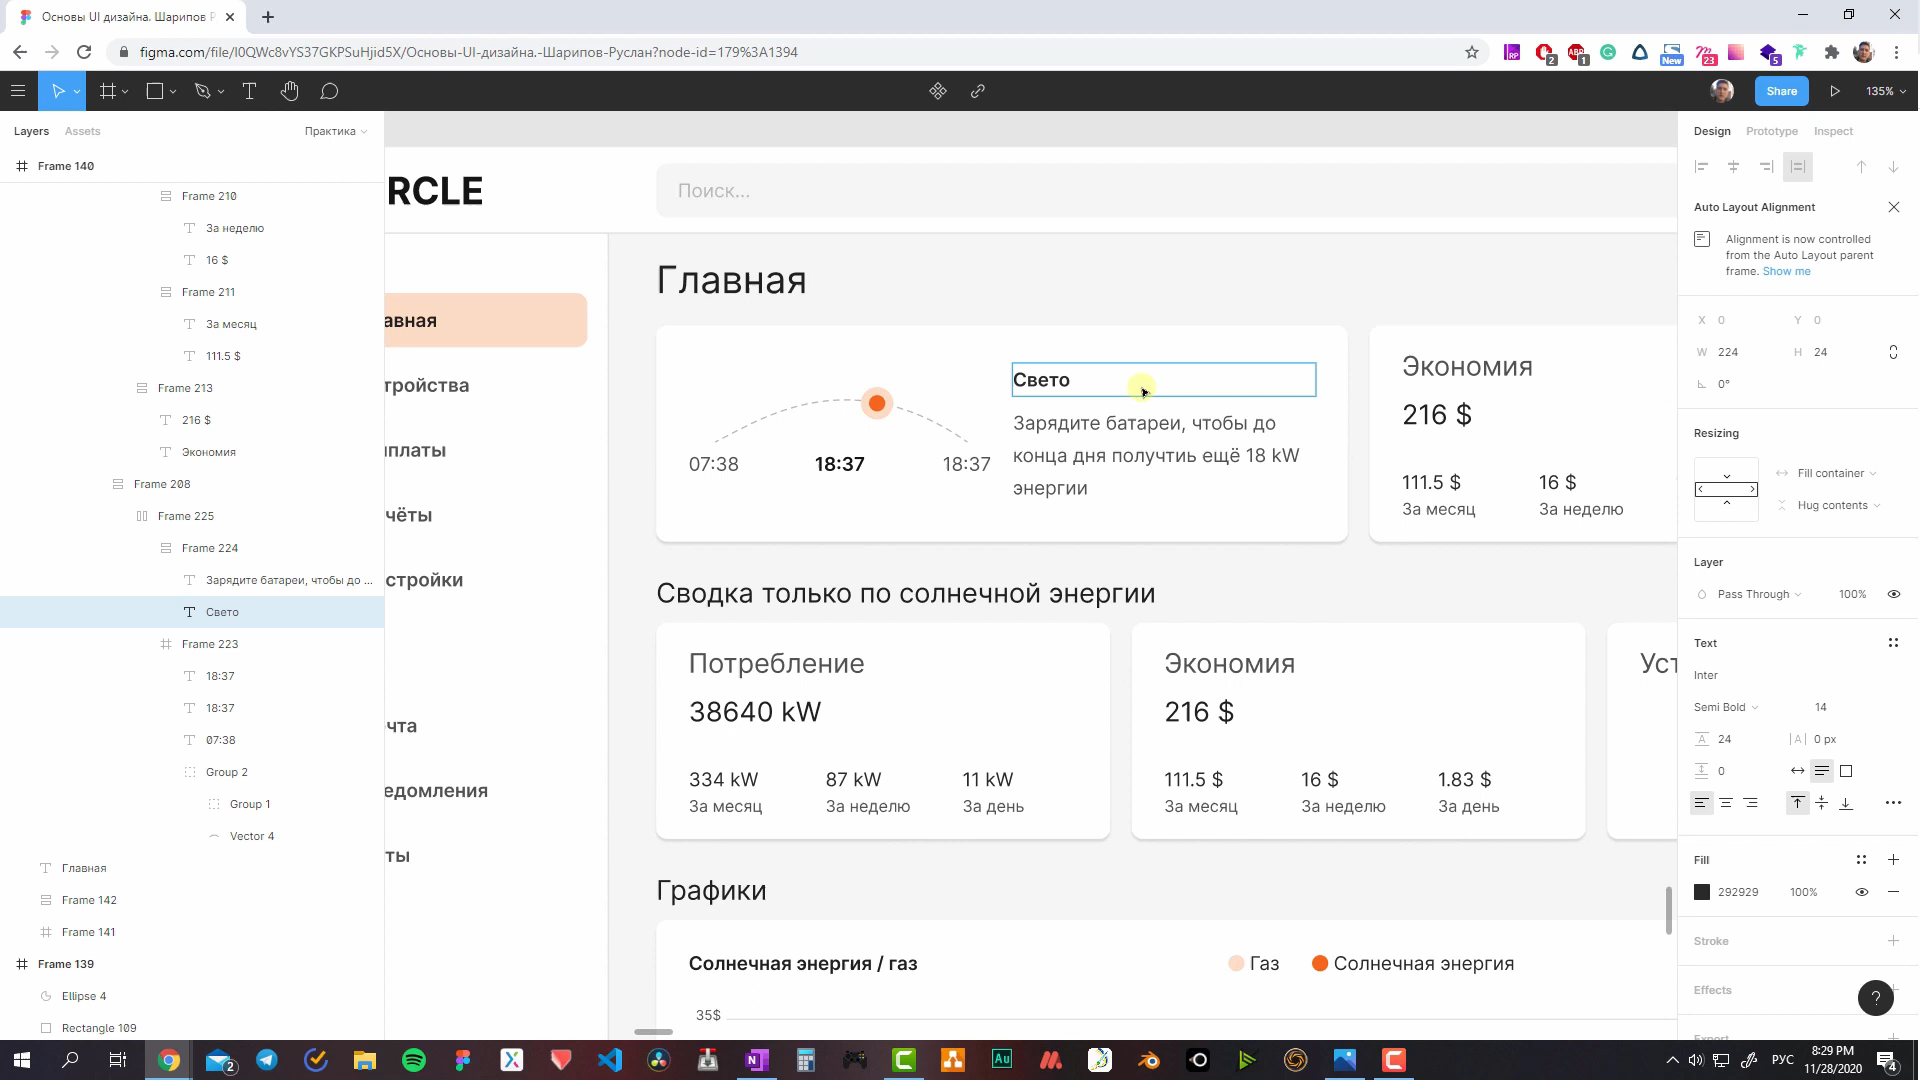 Основы UI дизайна. Шарипов Р
figma.com/file/I0QWc8vYS37GKPSuHjid5X/Основы-UI-дизайна.-Шарипов-Руслан?node-id=179%3A1394
2
1
New
23
5
Share
135%
Layers
Assets
Практика
Frame 140
Frame 210
За неделю
16 $
Frame 211
За месяц
111.5 $
Frame 213
216 $
Экономия
Frame 208
Frame 225
Frame 224
Зарядите батареи, чтобы до ...
Свето
Frame 223
18:37
18:37
07:38
Group 2
Group 1
Vector 4
Главная
Frame 142
Frame 141
Frame 139
Ellipse 4
Rectangle 109
RCLE
Поиск...
авная
тройства
платы
чёты
стройки
чта
едомления
ты
Главная
07:38
18:37
18:37
Свето
Зарядите батареи, чтобы до
конца дня получтиь ещё 18 kW
энергии
Экономия
216 $
111.5 $
За месяц
16 $
За неделю
Сводка только по солнечной энергии
Потребление
38640 kW
334 kW
За месяц
87 kW
За неделю
11 kW
За день
Экономия
216 $
111.5 $
За месяц
16 $
За неделю
1.83 $
За день
Уст
Графики
Солнечная энергия / газ
Газ
Солнечная энергия
35$
Design
Prototype
Inspect
Auto Layout Alignment
Alignment is now controlled
from the Auto Layout parent
frame. Show me
X 0
Y 0
W 224
H 24
0°
Resizing
Fill container
Hug contents
Layer
Pass Through
100%
Text
Inter
Semi Bold
14
24
0 px
0
Fill
292929
100%
Stroke
Effects
Export
?
2
Au
РУС
8:29 PM
11/28/2020
4